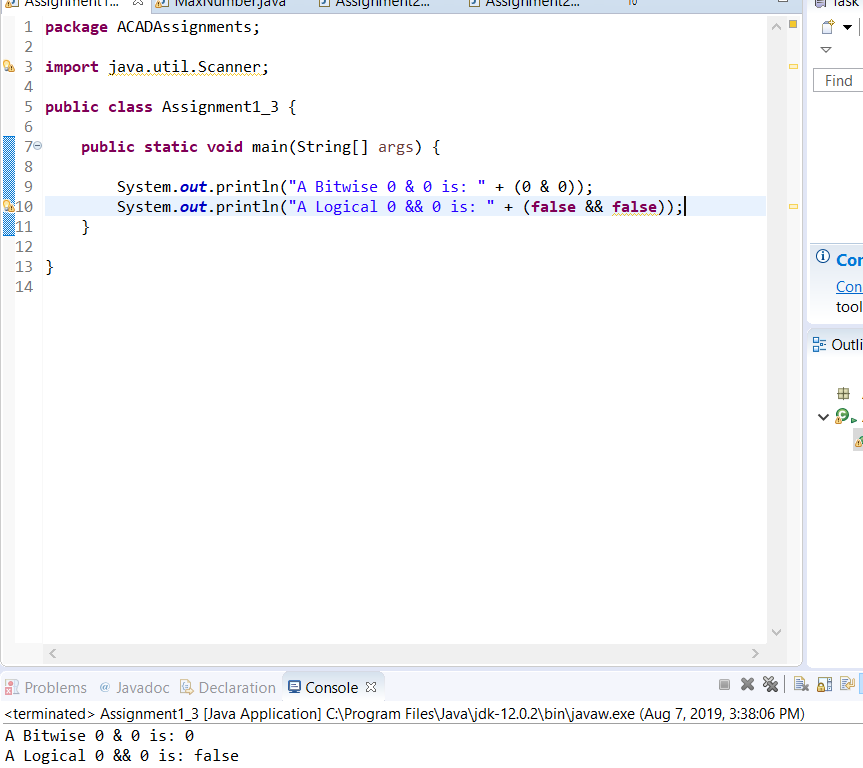 Assignment1_... MaxNumber.java Assignment2... Assignment2... Task
1 package ACADAssignments;
2
3 import java.util.Scanner;
4
5 public class Assignment1_3 {
6
7 public static void main(String[] args) {
8
9 System.out.println("A Bitwise 0 & 0 is: " + (0 & 0));
10 System.out.println("A Logical 0 && 0 is: " + (false && false));
11 }
12
13 }
14
Find
Con
Con
tool
Outli
Problems @ Javadoc Declaration Console
<terminated> Assignment1_3 [Java Application] C:\Program Files\Java\jdk-12.0.2\bin\javaw.exe (Aug 7, 2019, 3:38:06 PM)
A Bitwise 0 & 0 is: 0
A Logical 0 && 0 is: false